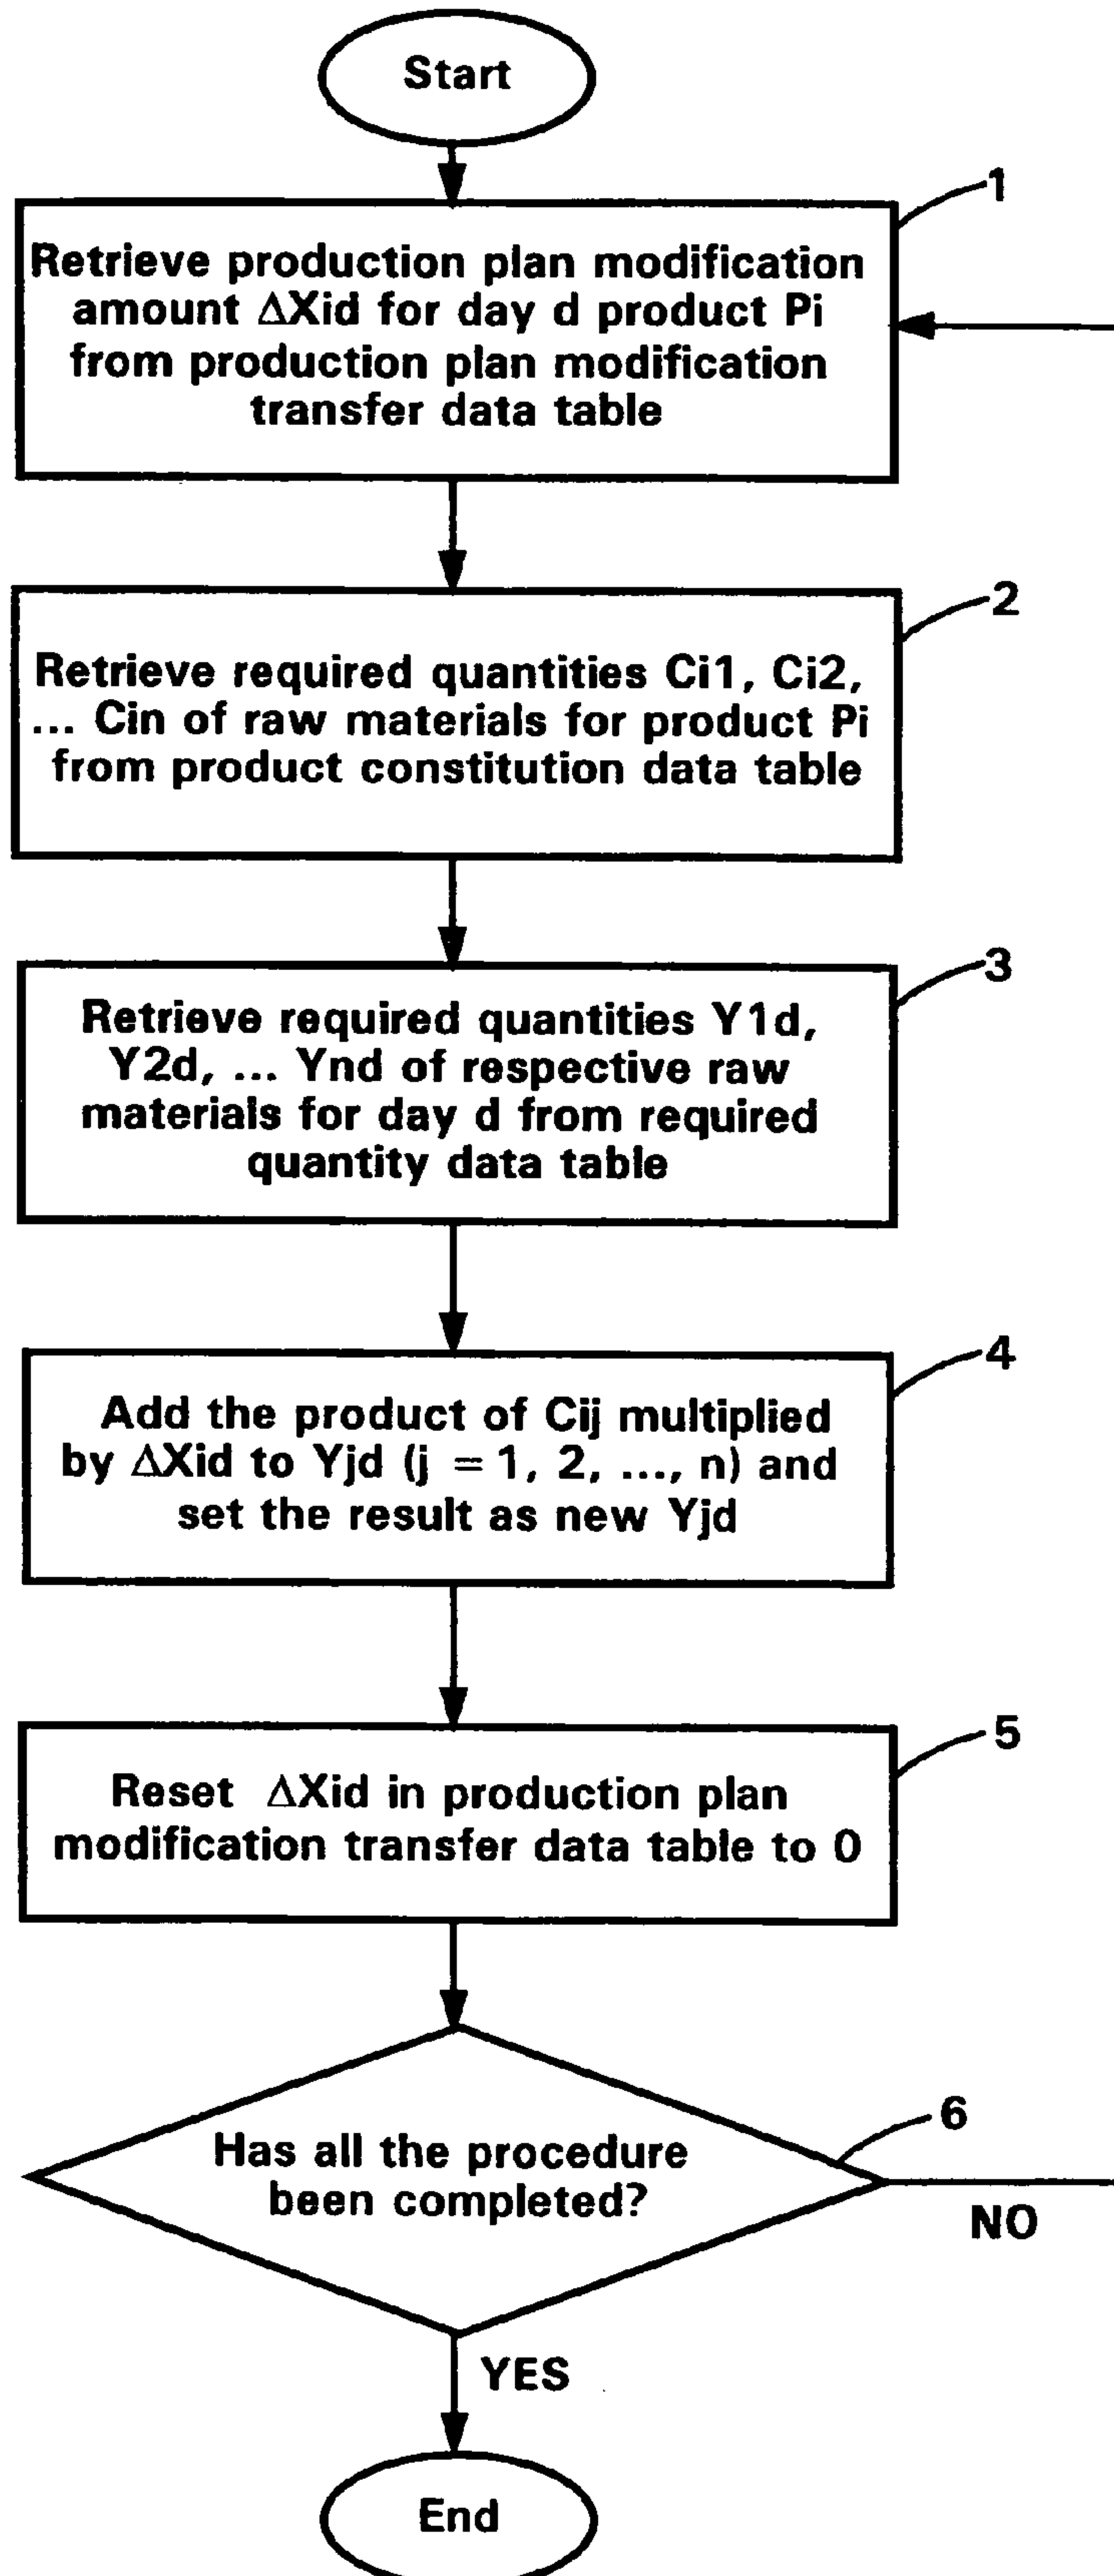 Start
1
Retrieve production plan modification
amount ΔXid for day d product Pi
from production plan modification
transfer data table
2
Retrieve required quantities Ci1, Ci2,
... Cin of raw materials for product Pi
from product constitution data table
3
Retrieve required quantities Y1d,
Y2d, ... Ynd of respective raw
materials for day d from required
quantity data table
4
Add the product of Cij multiplied
by ΔXid to Yjd (j = 1, 2, ..., n) and
set the result as new Yjd
5
Reset ΔXid in production plan
modification transfer data table to 0
6
Has all the procedure
been completed?
NO
YES
End